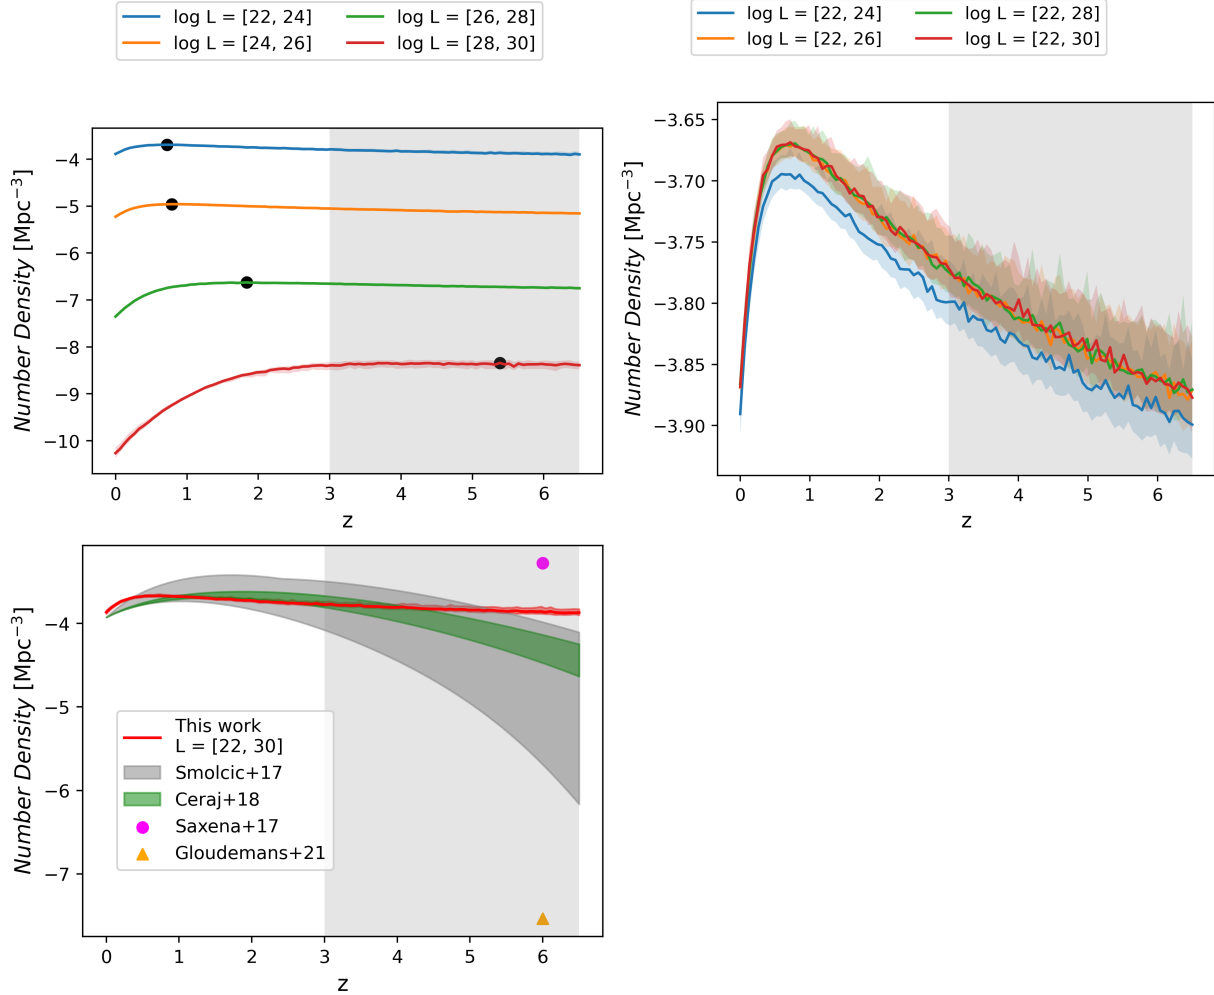 log L = [22, 24]
log L = [26, 28]
log L = [24, 26]
log L = [28, 30]
−4
−5
−6
−7
−8
−9
−10
Number Density [Mpc⁻³]
0 1 2 3 4 5 6
z
log L = [22, 24]
log L = [22, 28]
log L = [22, 26]
log L = [22, 30]
−3.65
−3.70
−3.75
−3.80
−3.85
−3.90
Number Density [Mpc⁻³]
0 1 2 3 4 5 6
z
−4
−5
−6
−7
Number Density [Mpc⁻³]
This work
L = [22, 30]
Smolcic+17
Ceraj+18
Saxena+17
Gloudemans+21
0 1 2 3 4 5 6
z